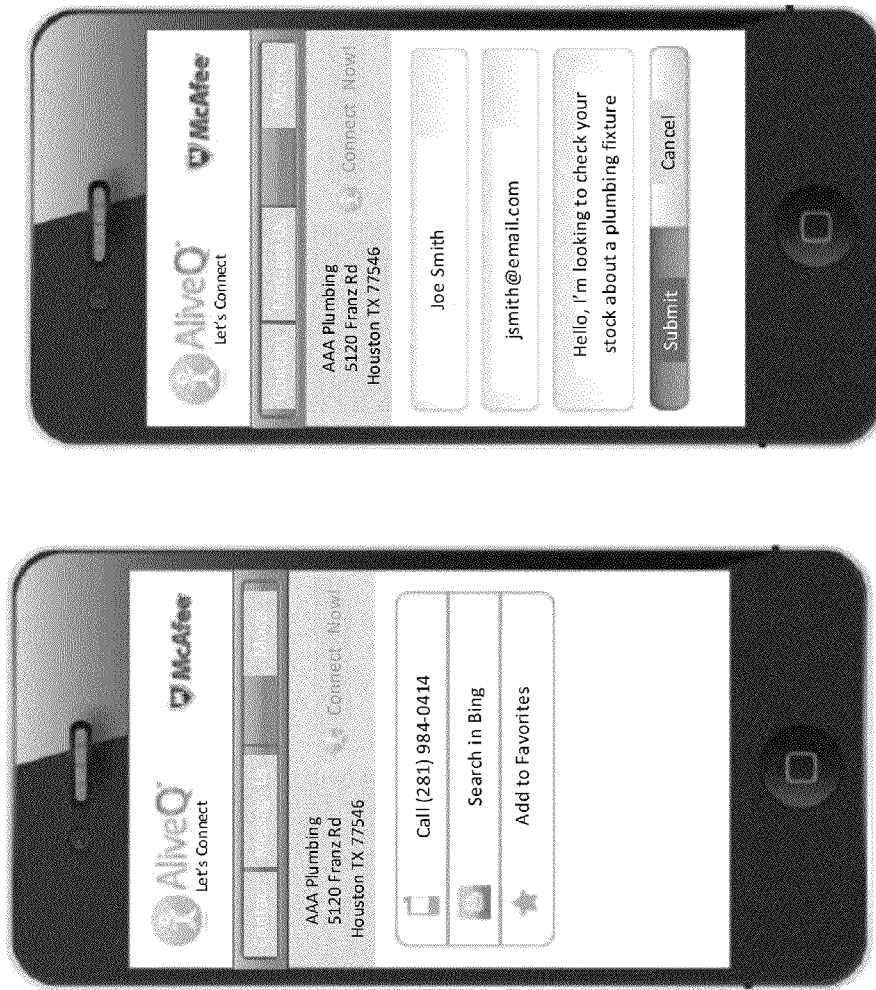 AliveQ
Let's Connect
McAfee
Contact
Message Us
More
AAA Plumbing
5120 Franz Rd
Houston TX 77546
Connect Now!
Call (281) 984-0414
Search in Bing
Add to Favorites
AliveQ
Let's Connect
McAfee
Contact
Message Us
More
AAA Plumbing
5120 Franz Rd
Houston TX 77546
Connect Now!
Joe Smith
jsmith@email.com
Hello, I'm looking to check your
stock about a plumbing fixture
Submit
Cancel